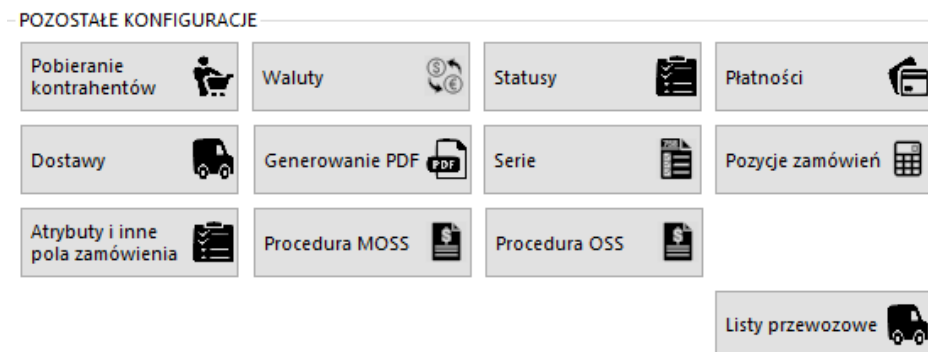 POZOSTAŁE KONFIGURACJE
Pobieranie
kontrahentów
Waluty
Statusy
Płatności
Dostawy
Generowanie PDF
PDF
Serie
Pozycje zamówień
Atrybuty i inne
pola zamówienia
Procedura MOSS
Procedura OSS
Listy przewozowe